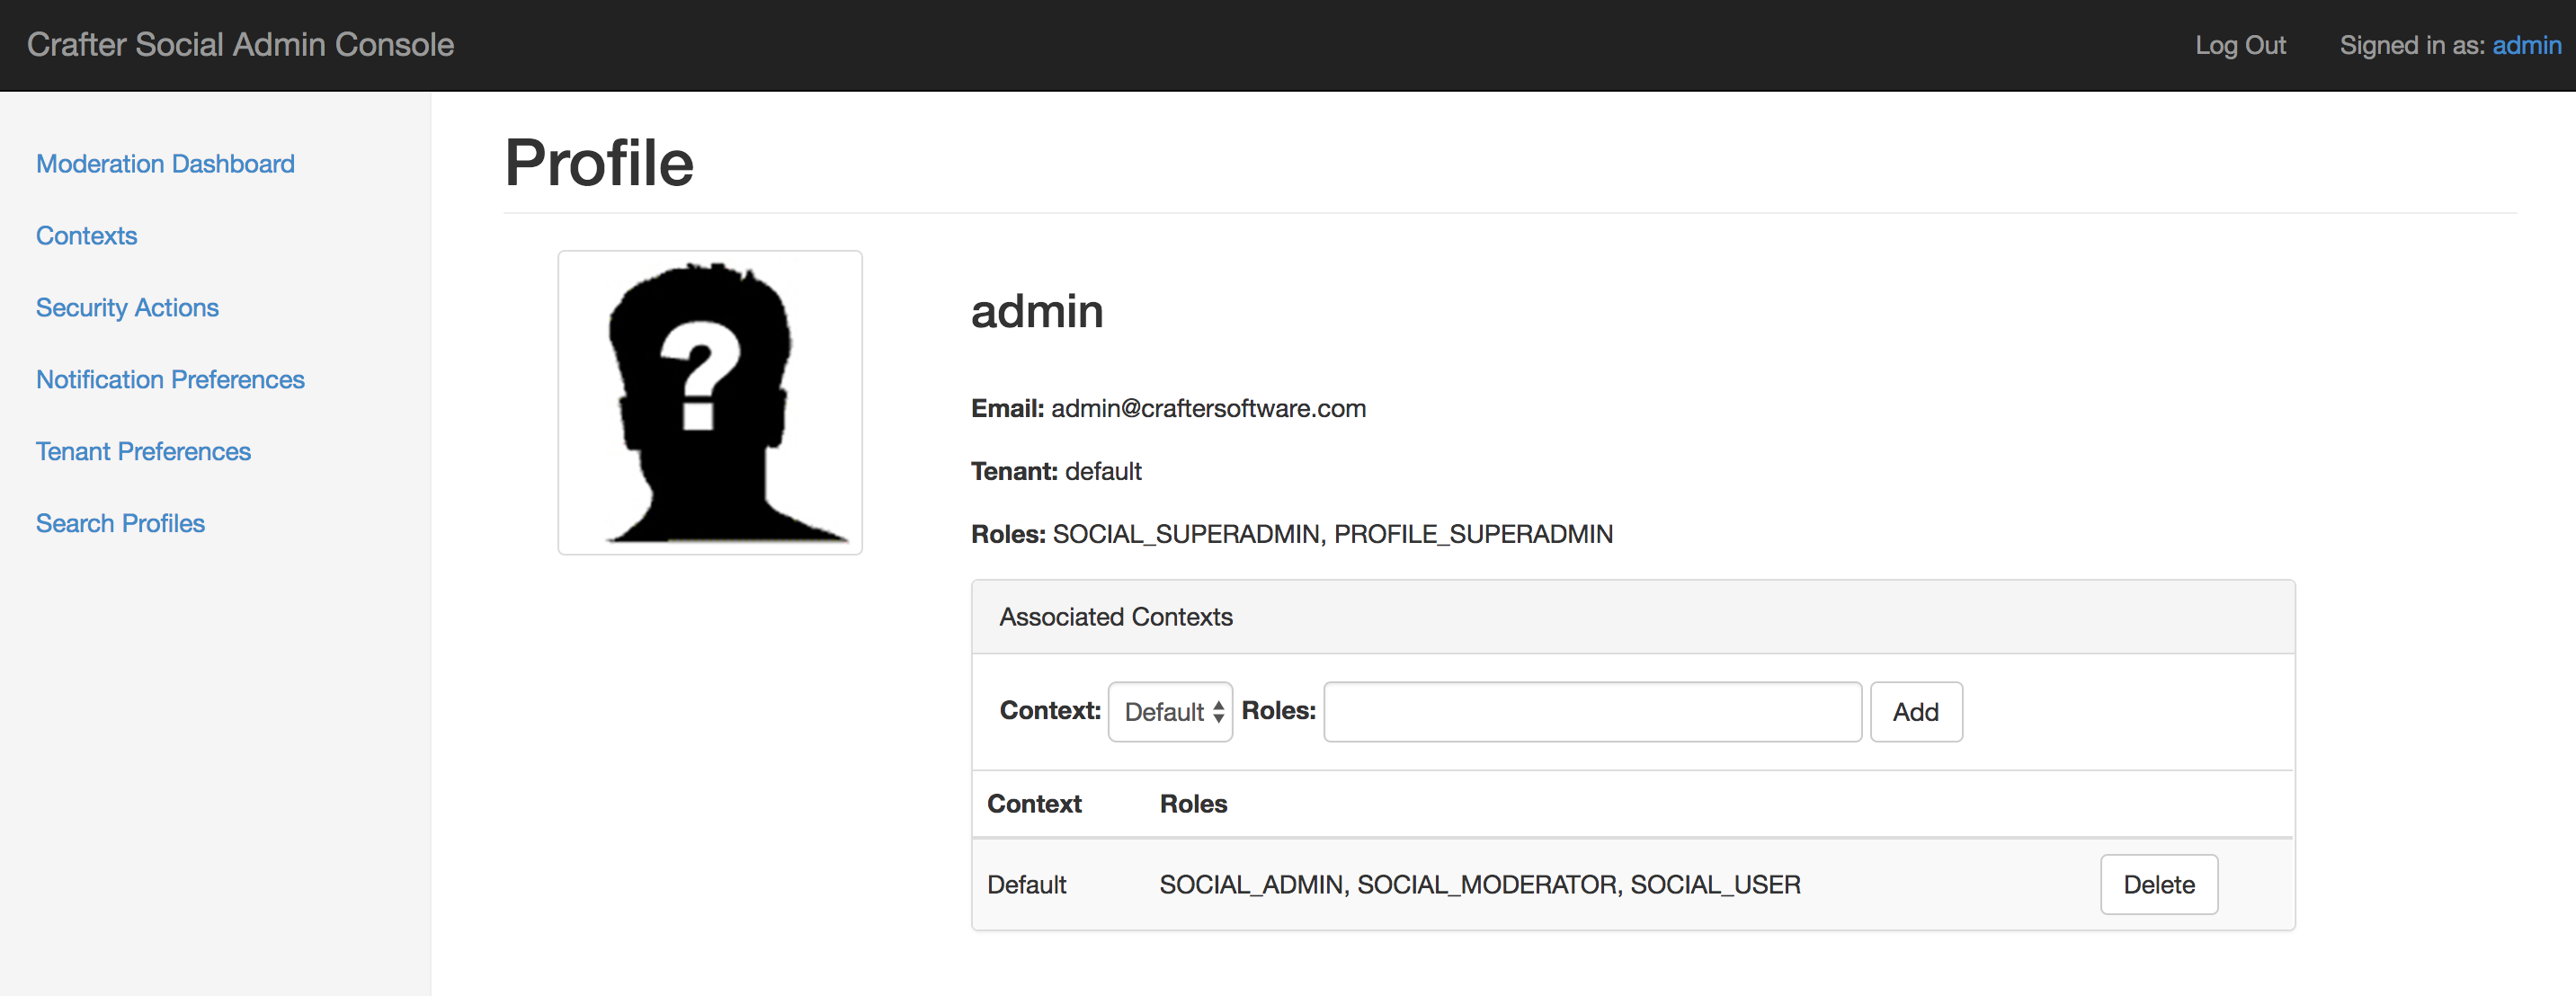 Crafter Social Admin Console Log Out Signed in as: admin
Moderation Dashboard
Contexts
Security Actions
Notification Preferences
Tenant Preferences
Search Profiles
Profile
?
admin
Email: admin@craftersoftware.com
Tenant: default
Roles: SOCIAL_SUPERADMIN, PROFILE_SUPERADMIN
Associated Contexts
Context: Default Roles: Add
Context Roles
Default SOCIAL_ADMIN, SOCIAL_MODERATOR, SOCIAL_USER Delete